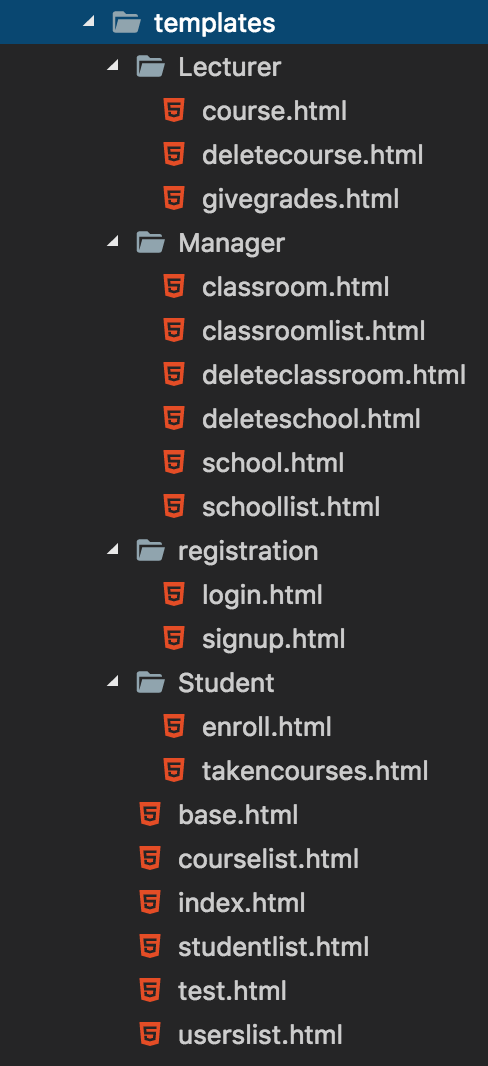 templates
Lecturer
course.html
deletecourse.html
givegrades.html
Manager
classroom.html
classroomlist.html
deleteclassroom.html
deleteschool.html
school.html
schoollist.html
registration
login.html
signup.html
Student
enroll.html
takencourses.html
base.html
courselist.html
index.html
studentlist.html
test.html
userslist.html